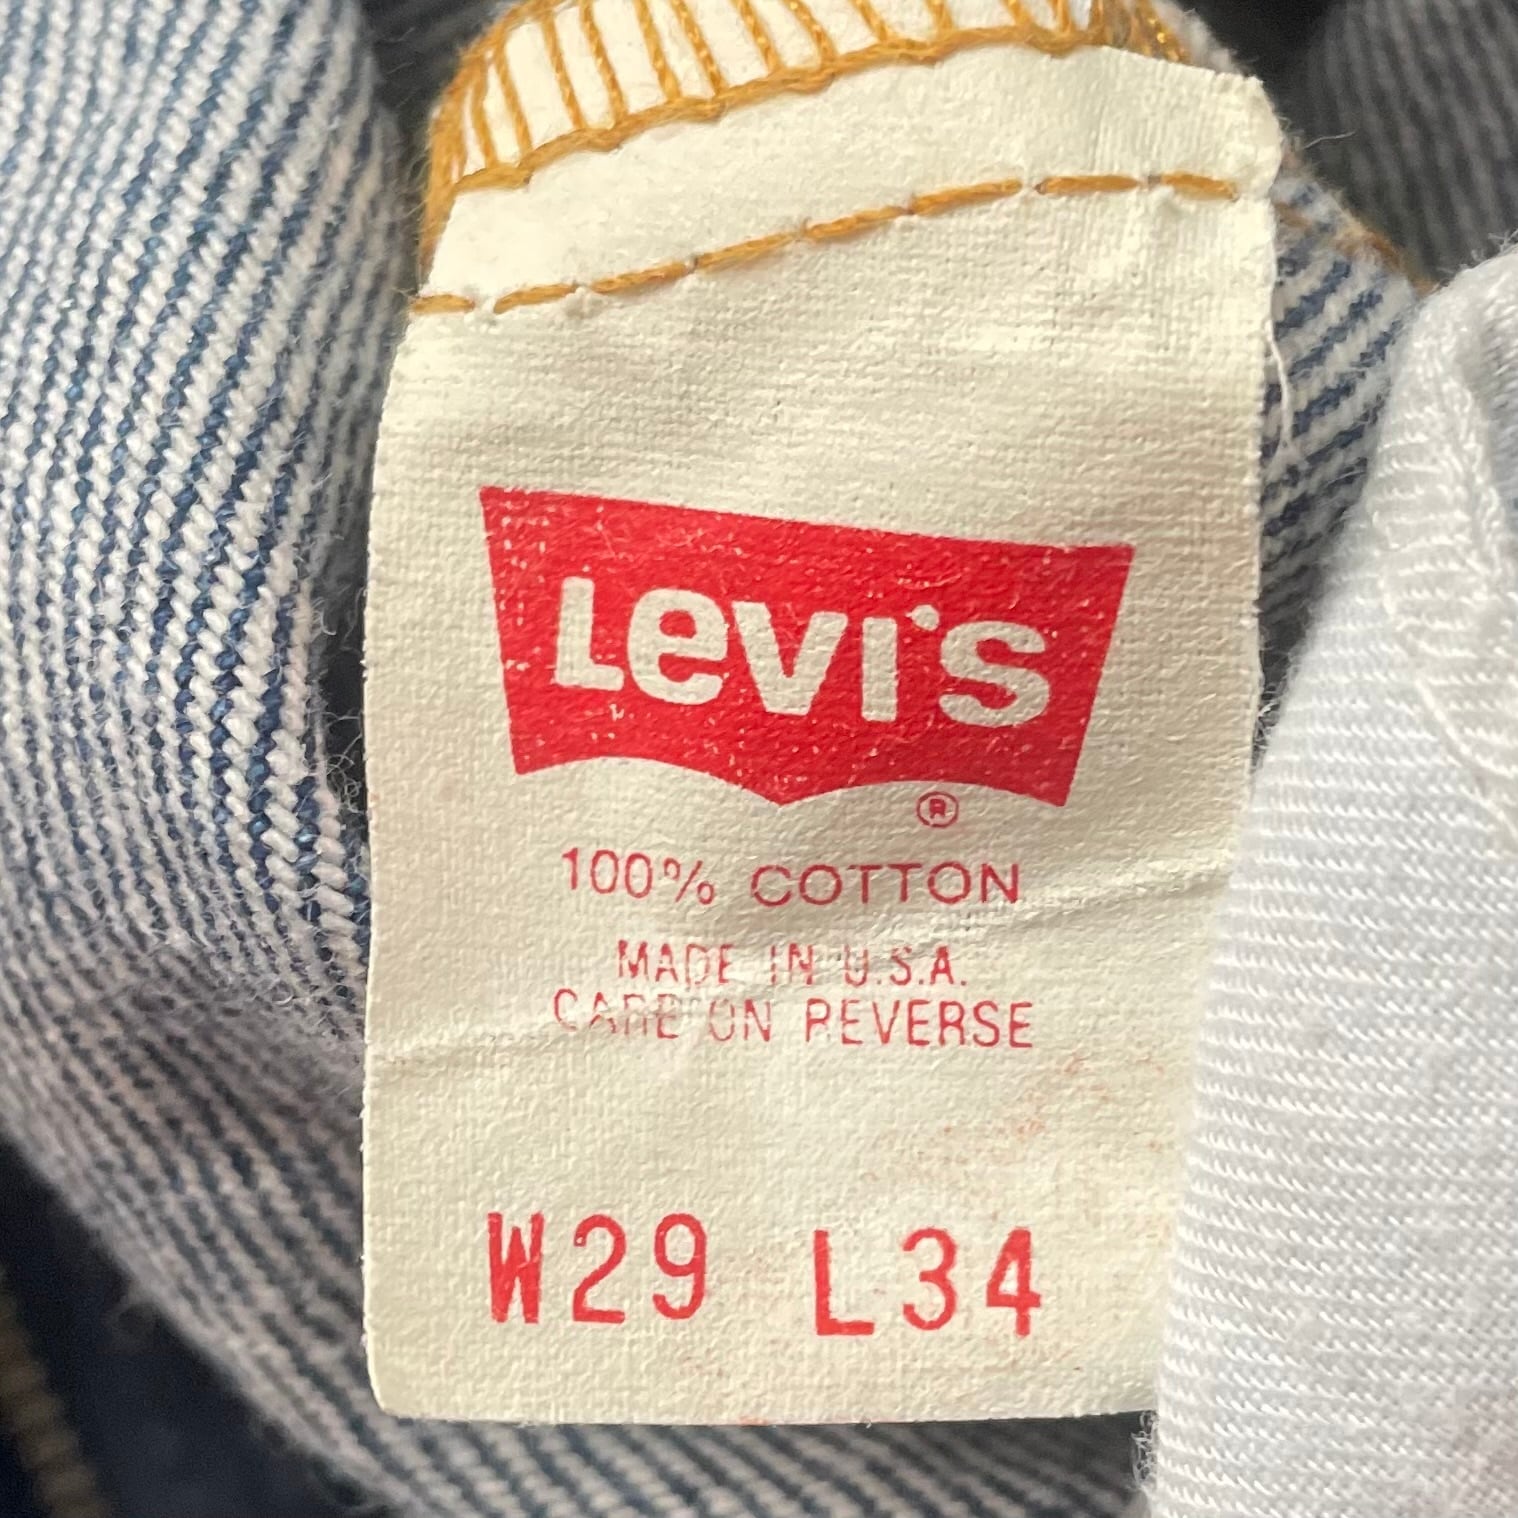 Levi's
®
100% COTTON
MADE IN U.S.A.
CARE ON REVERSE
W29 L34